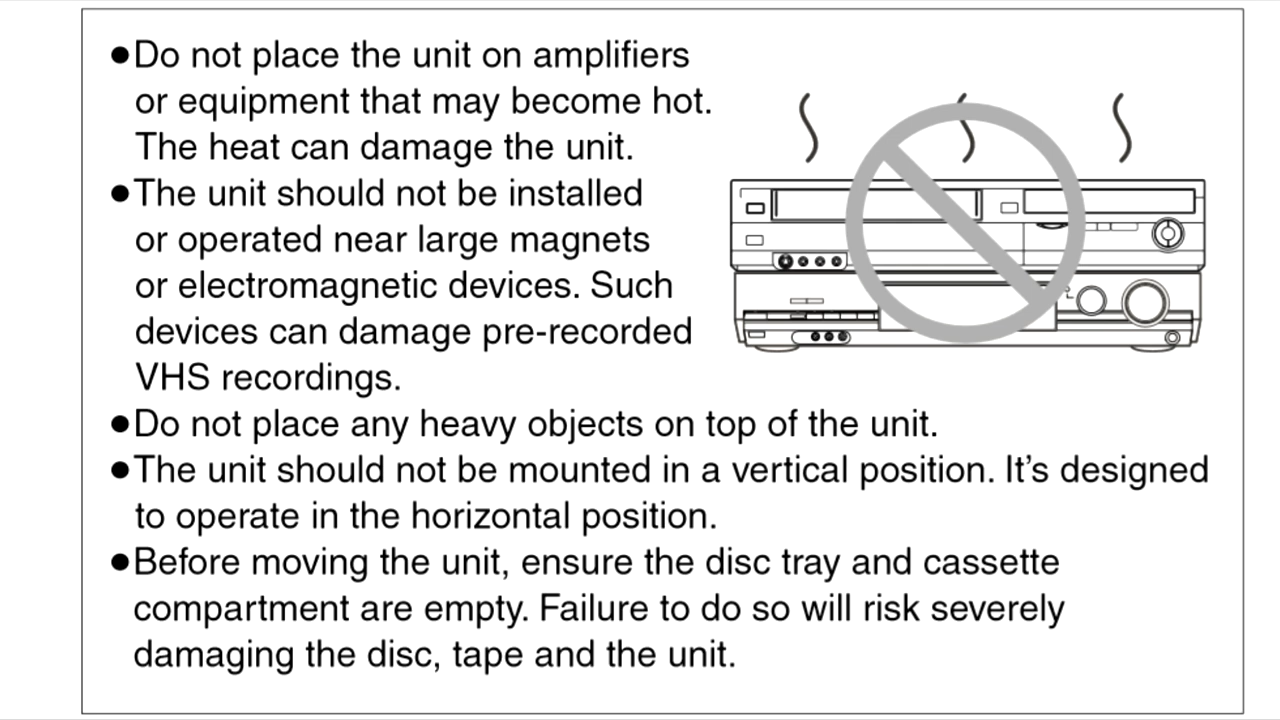 ●Do not place the unit on amplifiers
or equipment that may become hot.
The heat can damage the unit.
●The unit should not be installed
or operated near large magnets
or electromagnetic devices. Such
devices can damage pre-recorded
VHS recordings.
●Do not place any heavy objects on top of the unit.
●The unit should not be mounted in a vertical position. It’s designed
to operate in the horizontal position.
●Before moving the unit, ensure the disc tray and cassette
compartment are empty. Failure to do so will risk severely
damaging the disc, tape and the unit.